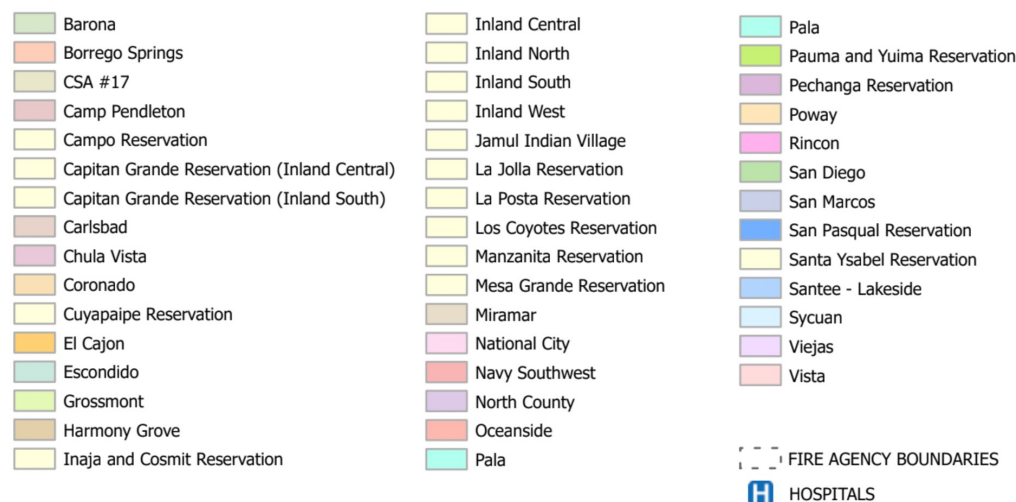 Barona
Borrego Springs
CSA #17
Camp Pendleton
Campo Reservation
Capitan Grande Reservation (Inland Central)
Capitan Grande Reservation (Inland South)
Carlsbad
Chula Vista
Coronado
Cuyapaipe Reservation
El Cajon
Escondido
Grossmont
Harmony Grove
Inaja and Cosmit Reservation
Inland Central
Inland North
Inland South
Inland West
Jamul Indian Village
La Jolla Reservation
La Posta Reservation
Los Coyotes Reservation
Manzanita Reservation
Mesa Grande Reservation
Miramar
National City
Navy Southwest
North County
Oceanside
Pala
Pala
Pauma and Yuima Reservation
Pechanga Reservation
Poway
Rincon
San Diego
San Marcos
San Pasqual Reservation
Santa Ysabel Reservation
Santee - Lakeside
Sycuan
Viejas
Vista
FIRE AGENCY BOUNDARIES
H HOSPITALS